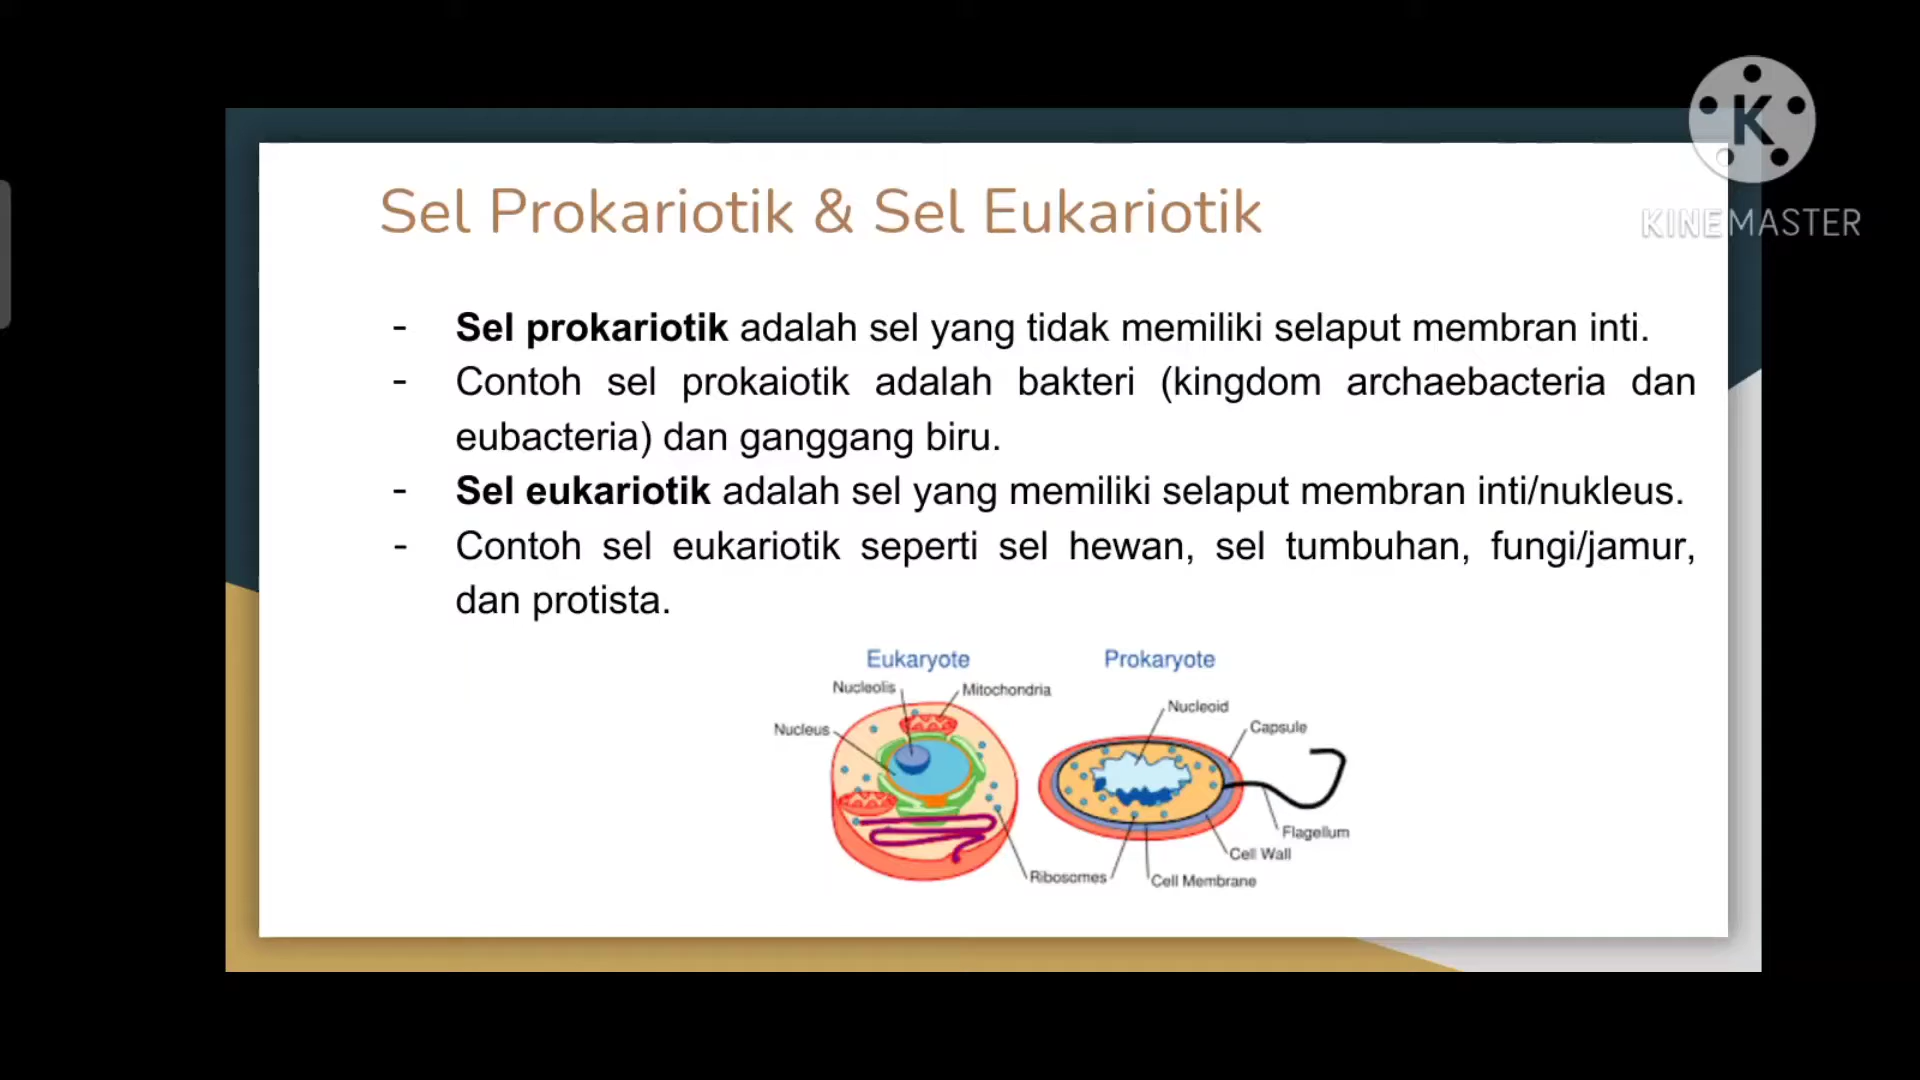 K
KINEMASTER
Sel Prokariotik & Sel Eukariotik
- Sel prokariotik adalah sel yang tidak memiliki selaput membran inti.
- Contoh sel prokaiotik adalah bakteri (kingdom archaebacteria dan
eubacteria) dan ganggang biru.
- Sel eukariotik adalah sel yang memiliki selaput membran inti/nukleus.
- Contoh sel eukariotik seperti sel hewan, sel tumbuhan, fungi/jamur,
dan protista.
Eukaryote
Prokaryote
Nucleolis
Mitochondria
Nucleus
Nucleoid
Capsule
Flagellum
Cell Wall
Ribosomes
Cell Membrane